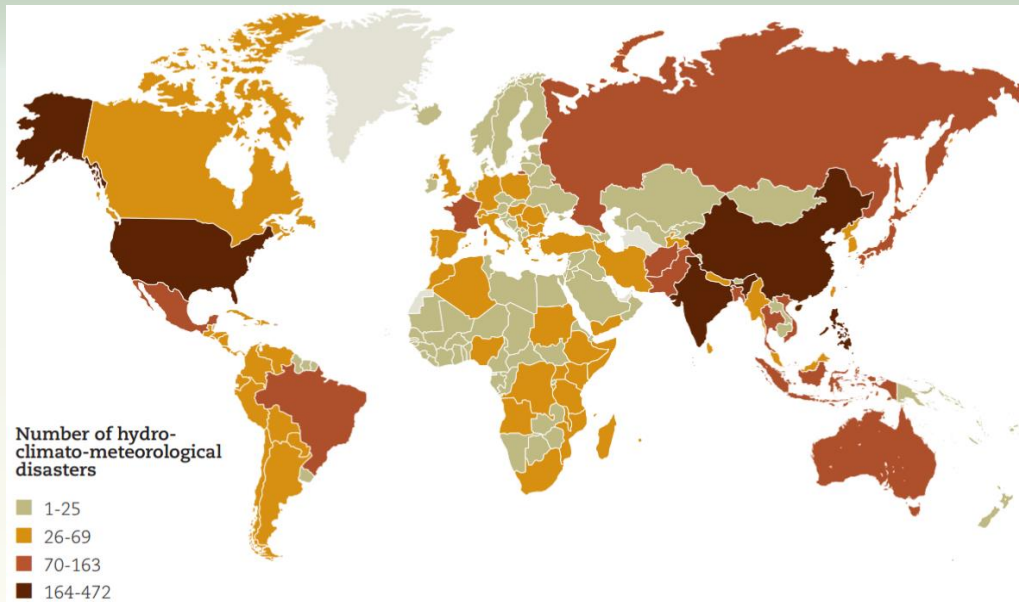 Number of hydro-
climato-meteorological
disasters
1-25
26-69
70-163
164-472